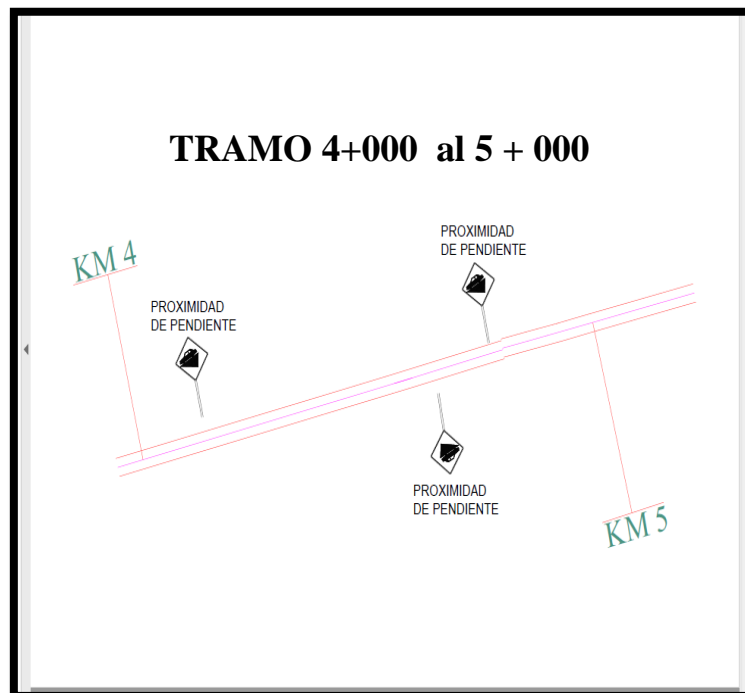 TRAMO 4+000 al 5 + 000
KM 4
PROXIMIDAD
DE PENDIENTE
PROXIMIDAD
DE PENDIENTE
PROXIMIDAD
DE PENDIENTE
KM 5